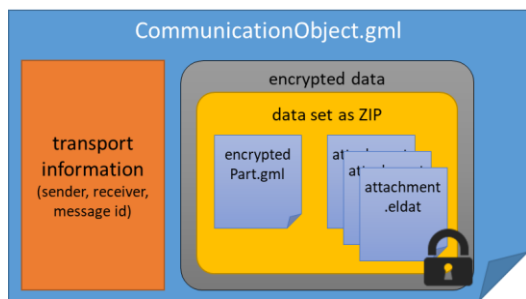 CommunicationObject.gml
transport
information
(sender, receiver,
message id)
encrypted data
data set as ZIP
encrypted
Part.gml
attachment
.eldat